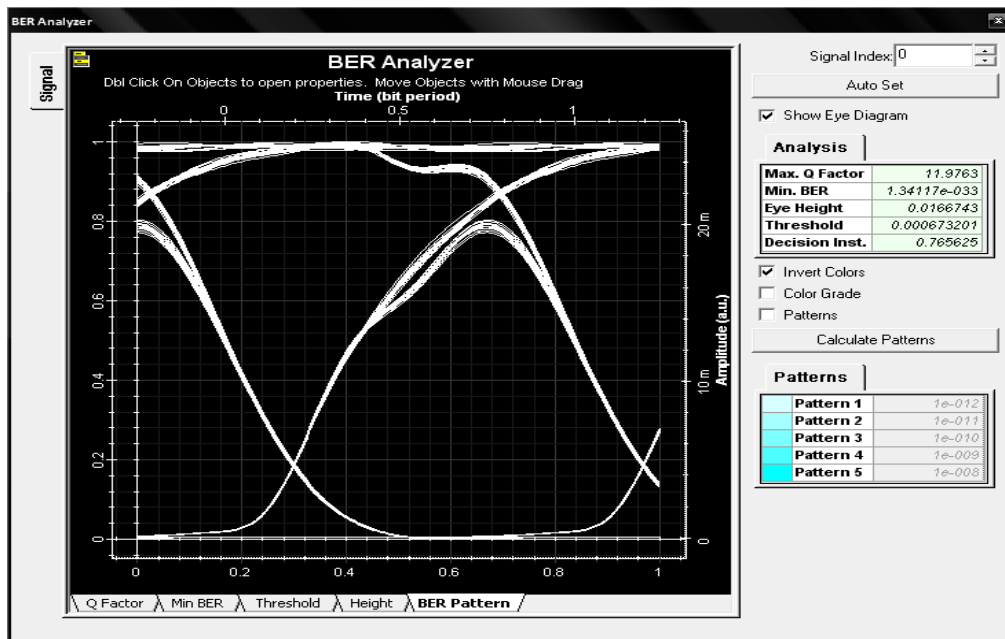 BER Analyzer
Signal
BER Analyzer
Dbl Click On Objects to open properties. Move Objects with Mouse Drag
Time (bit period)
0 0.5 1
1
0.8
0.6
0.4
0.2
0
20 m
10 m
0
Amplitude (a.u.)
0 0.2 0.4 0.6 0.8 1
Q Factor Min BER Threshold Height BER Pattern
Signal Index: 0
Auto Set
Show Eye Diagram
Analysis
Max. Q Factor 11.9763
Min. BER 1.34117e-033
Eye Height 0.0166743
Threshold 0.000673201
Decision Inst. 0.765625
Invert Colors
Color Grade
Patterns
Calculate Patterns
Patterns
Pattern 1 1e-012
Pattern 2 1e-011
Pattern 3 1e-010
Pattern 4 1e-009
Pattern 5 1e-008